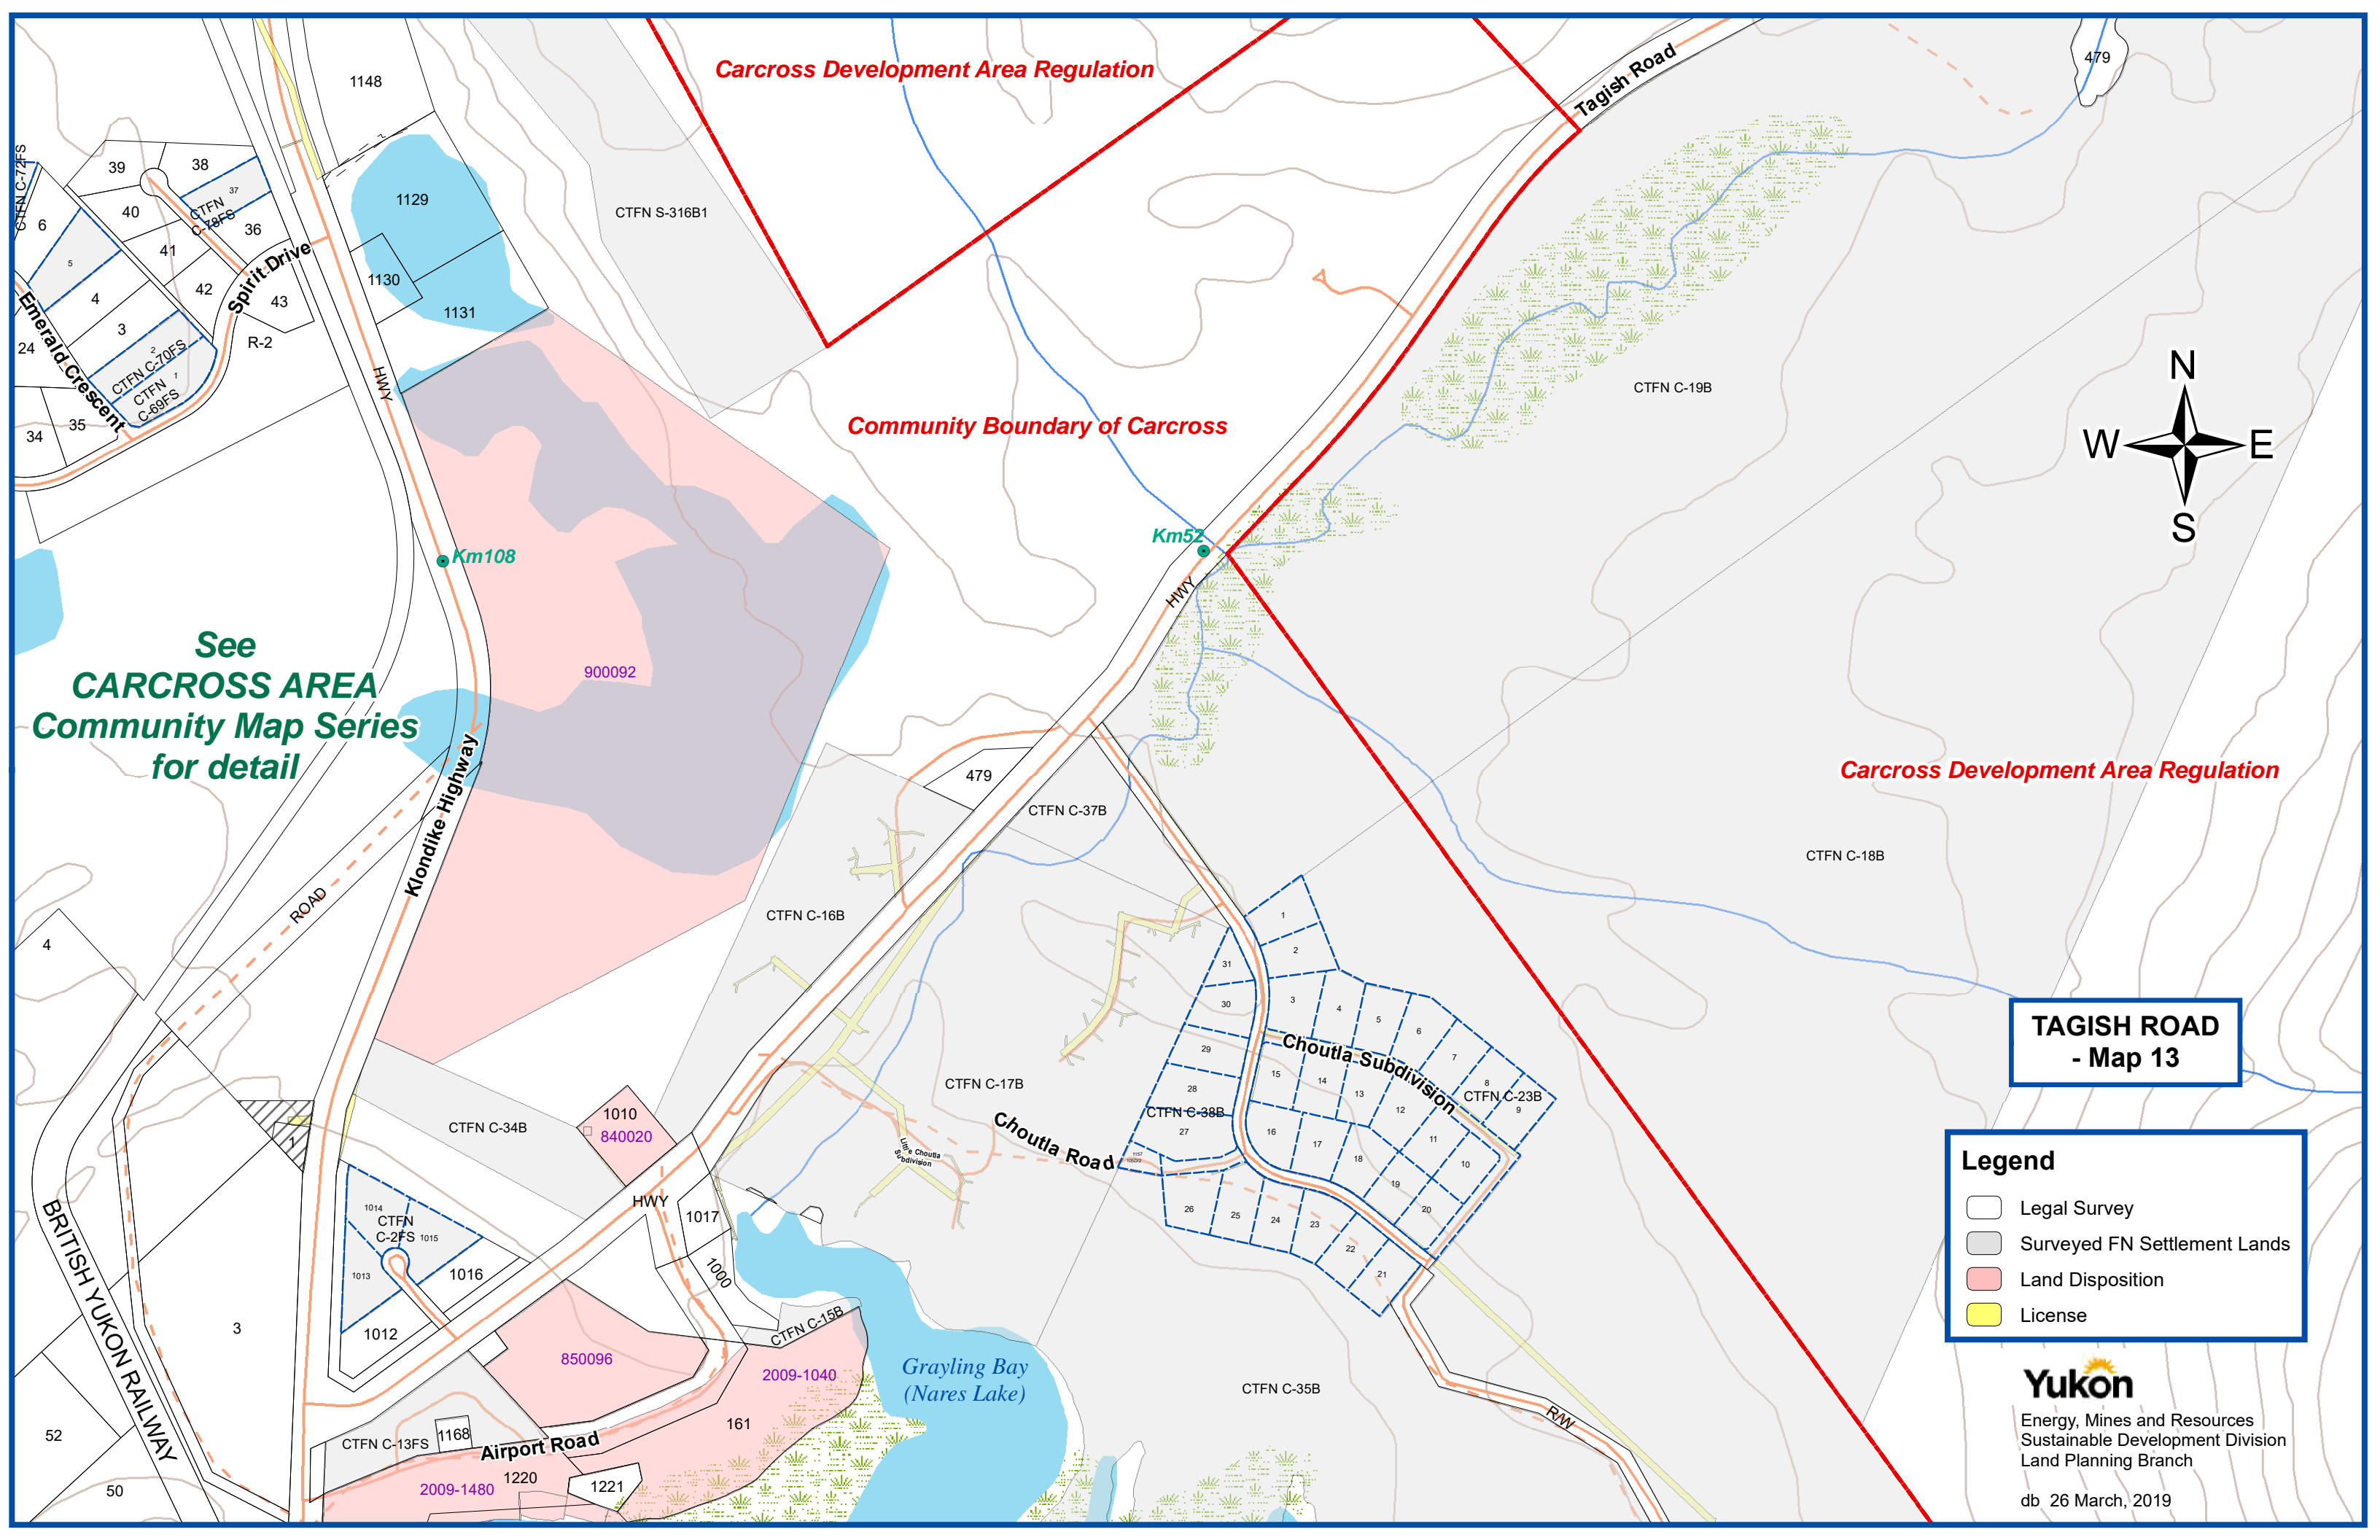 Carcross Development Area Regulation
Tagish Road
479
1148
39
38
37
CTFN
C-78FS
CTFN C-72FS
6
40
36
41
5
42
Spirit Drive
43
4
3
R-2
Emerald Crescent
24
2
CTFN C-70FS
1
CTFN
C-69FS
35
34
1129
1130
1131
HWY
CTFN S-316B1
CTFN C-19B
Community Boundary of Carcross
N
W
E
S
Km108
Km52
HWY
See
CARCROSS AREA
Community Map Series
for detail
900092
Klondike Highway
ROAD
479
CTFN C-37B
CTFN C-16B
Carcross Development Area Regulation
CTFN C-18B
4
1
2
31
30
3
4
5
6
7
8
9
29
28
27
15
14
13
12
11
10
16
17
18
19
20
26
25
24
23
22
21
Choutla Subdivision
CTFN C-23B
CTFN C-38B
1157
CTFN C-17B
Choutla Road
Little Choutla
Subdivision
CTFN C-34B
1010
840020
HWY
1017
1000
1
1014
CTFN
C-2FS
1015
1013
1016
1012
BRITISH YUKON RAILWAY
3
52
50
850096
CTFN C-15B
2009-1040
161
Grayling Bay
(Nares Lake)
CTFN C-35B
R/W
CTFN C-13FS
1168
Airport Road
2009-1480
1220
1221
TAGISH ROAD
- Map 13
Legend
Legal Survey
Surveyed FN Settlement Lands
Land Disposition
License
Yukon
Energy, Mines and Resources
Sustainable Development Division
Land Planning Branch
db 26 March, 2019